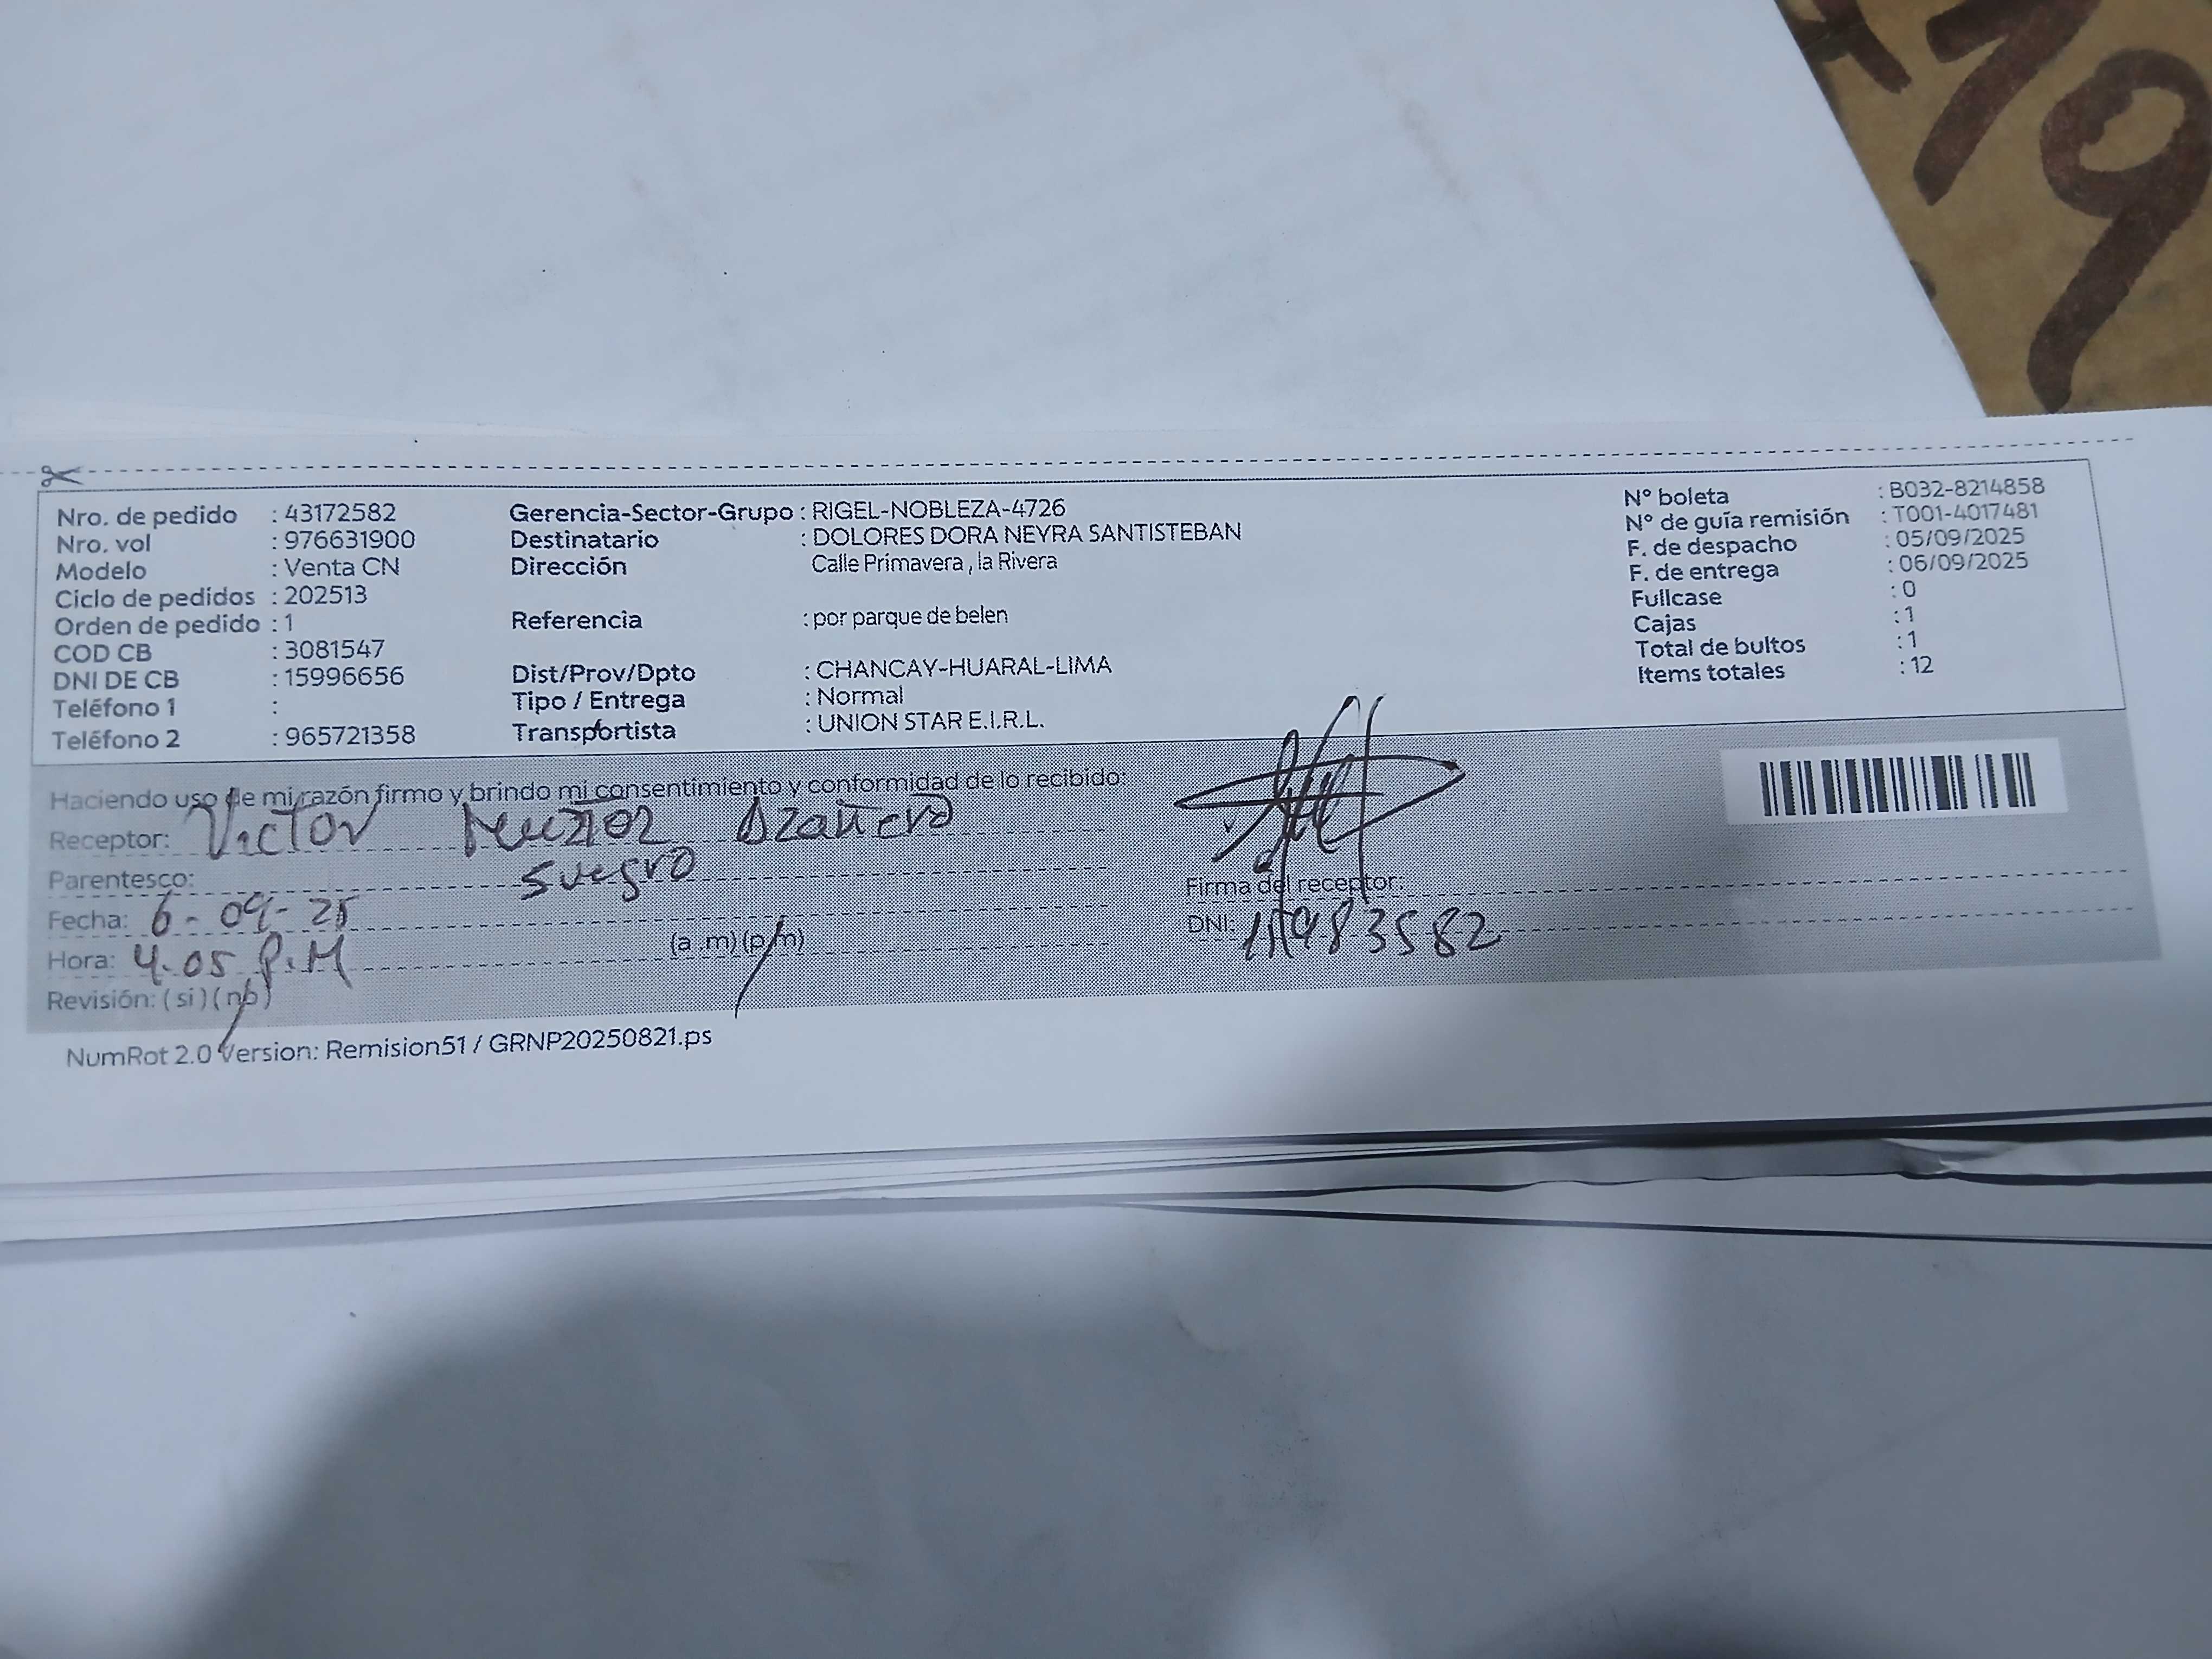 79
Nro. de pedido : 43172582
Nro. vol : 976631900
Modelo : Venta CN
Ciclo de pedidos : 202513
Orden de pedido : 1
COD CB : 3081547
DNI DE CB : 15996656
Teléfono 1 :
Teléfono 2 : 965721358
Gerencia-Sector-Grupo : RIGEL-NOBLEZA-4726
Destinatario : DOLORES DORA NEYRA SANTISTEBAN
Dirección Calle Primavera , la Rivera
Referencia : por parque de belen
Dist/Prov/Dpto : CHANCAY-HUARAL-LIMA
Tipo / Entrega : Normal
Transportista : UNION STAR E.I.R.L.
N° boleta : B032-8214858
N° de guía remisión : T001-4017481
F. de despacho : 05/09/2025
F. de entrega : 06/09/2025
Fullcase : 0
Cajas : 1
Total de bultos : 1
Items totales : 12
Haciendo uso de mi razón firmo y brindo mi consentimiento y conformidad de lo recibido:
Receptor: Victor
Parentesco: suegro
Fecha: 6-09-25
Hora: 4.05 P.M (a .m) (p/m)
Revisión: ( si ) ( no )
Firma del receptor:
DNI:
NumRot 2.0 Version: Remision51 / GRNP20250821.ps